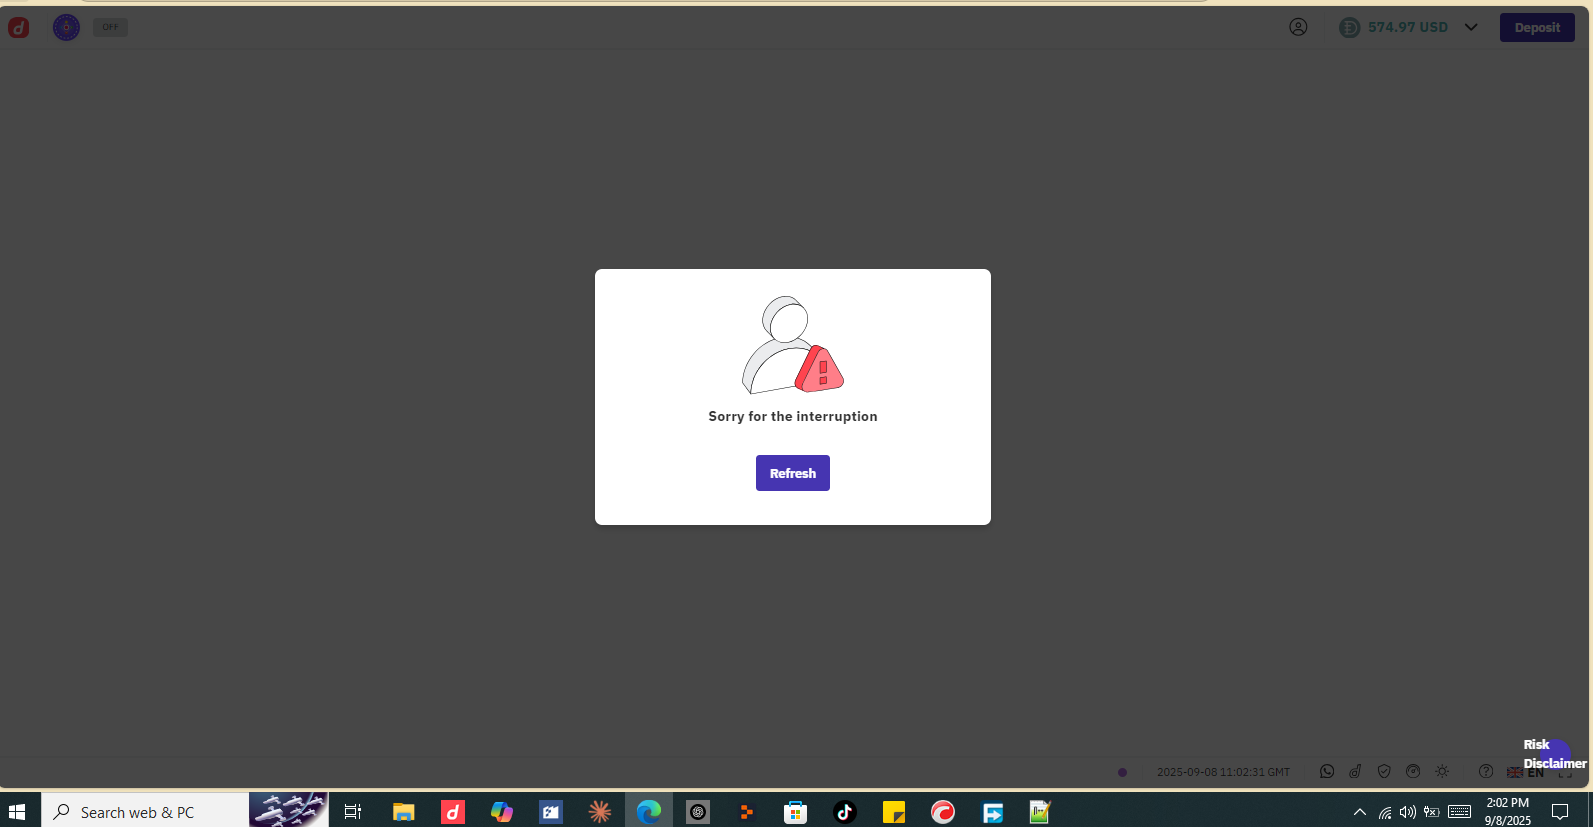 OFF
574.97 USD
Deposit
Sorry for the interruption
Refresh
Risk
Disclaimer
2025-09-08 11:02:31 GMT
EN
Search web & PC
2:02 PM
9/8/2025